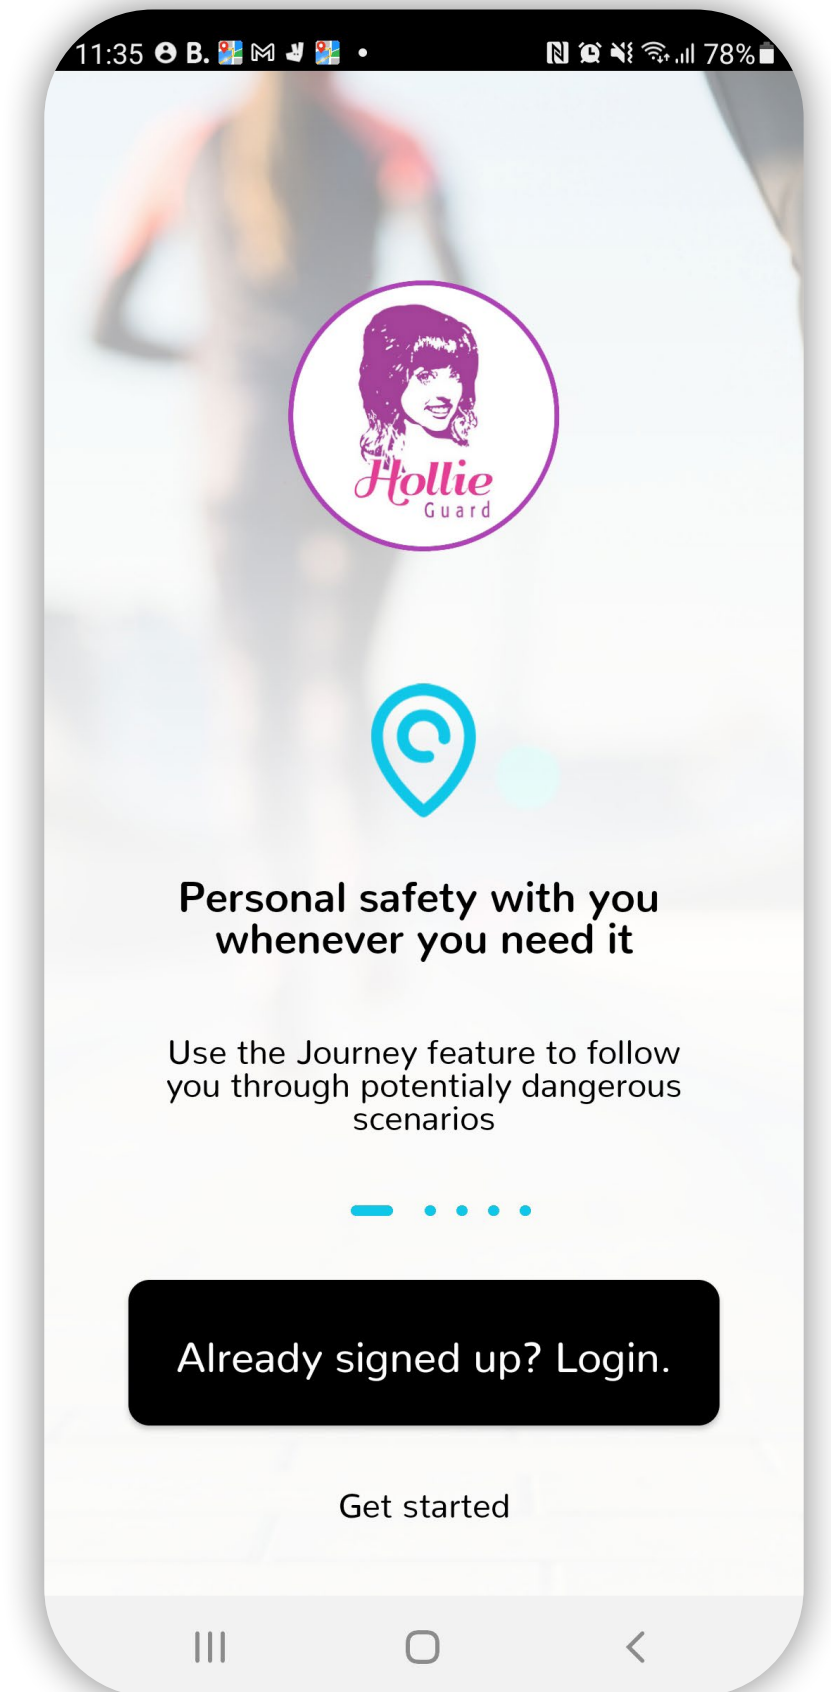 11:35 B. 78%
Hollie
Guard
Personal safety with you
whenever you need it
Use the Journey feature to follow
you through potentialy dangerous
scenarios
Already signed up? Login.
Get started